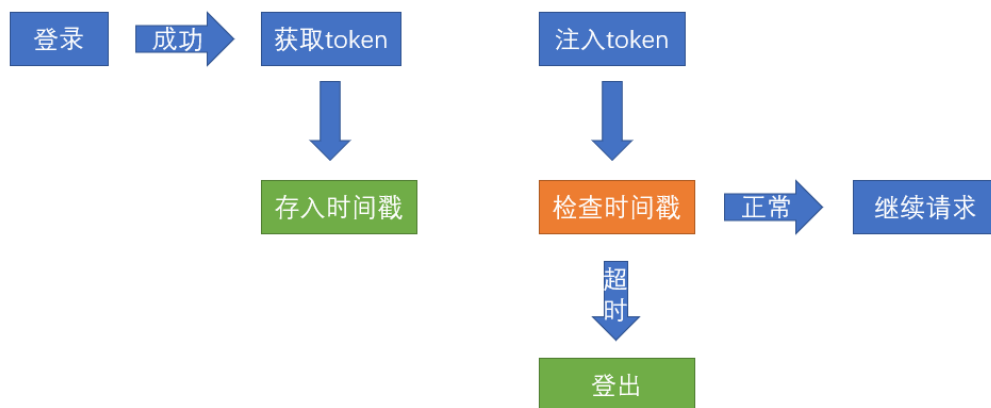 登录
成功
获取token
注入token
存入时间戳
检查时间戳
正常
继续请求
超
时
登出